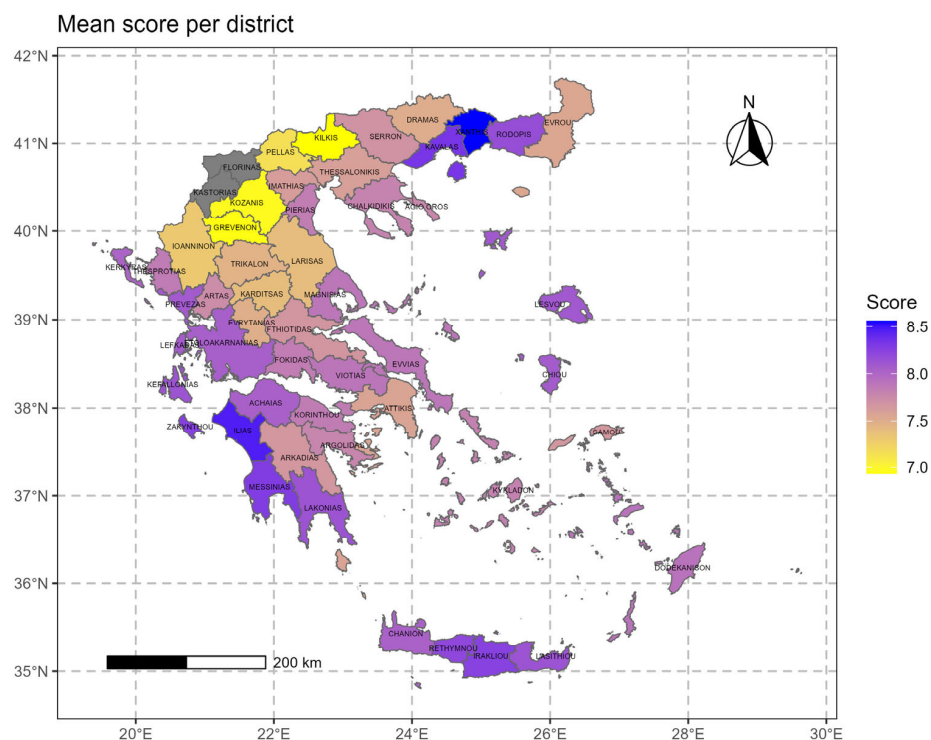 Mean score per district
42°N
41°N
40°N
39°N
38°N
37°N
36°N
35°N
20°E
22°E
24°E
26°E
28°E
30°E
N
DRAMAS
EVROU
XANTHIS
RODOPIS
KAVALAS
SERRON
KILKIS
PELLAS
FLORINAS
THESSALONIKIS
IMATHIAS
KASTORIAS
KOZANIS
PIERIAS
CHALKIDIKIS
AGIO OROS
GREVENON
IOANNINON
TRIKALON
LARISAS
KERKYRAS
THESPROTIAS
ARTAS
KARDITSAS
MAGNISIAS
PREVEZAS
LESVOU
EVRYTANIAS
FTHIOTIDAS
LEFKADAS
ETOLOAKARNANIAS
FOKIDAS
EVVIAS
VIOTIAS
CHIOU
KEFALLONIAS
ACHAIAS
ATTIKIS
KORINTHOU
ZAKYNTHOU
ILIAS
SAMOU
ARGOLIDAS
ARKADIAS
MESSINIAS
KYKLADON
LAKONIAS
DODEKANISON
CHANION
RETHYMNOU
IRAKLIOU
LASITHIOU
200 km
Score
8.5
8.0
7.5
7.0